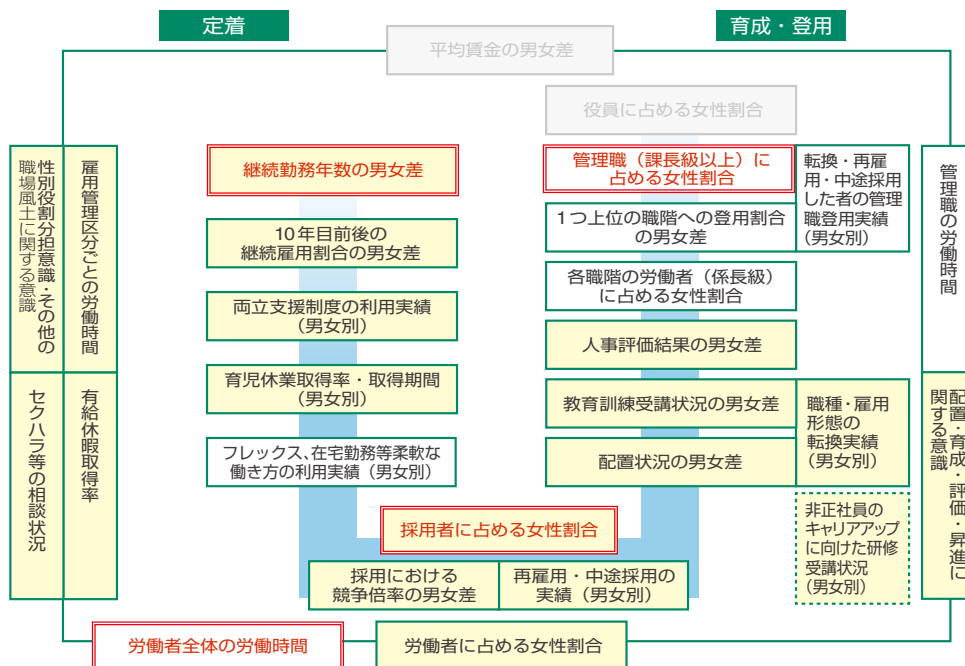 定着
育成・登用
平均賃金の男女差
役員に占める女性割合
性別役割分担意識・その他の
職場風土に関する意識
雇用管理区分ごとの労働時間
セクハラ等の相談状況
有給休暇取得率
継続勤務年数の男女差
10年目前後の
継続雇用割合の男女差
両立支援制度の利用実績
(男女別)
育児休業取得率・取得期間
(男女別)
フレックス、在宅勤務等柔軟な
働き方の利用実績(男女別)
管理職(課長級以上)に
占める女性割合
転換・再雇
用・中途採用
した者の管理
職登用実績
(男女別)
1つ上位の職階への登用割合
の男女差
各職階の労働者(係長級)
に占める女性割合
人事評価結果の男女差
教育訓練受講状況の男女差
配置状況の男女差
職種・雇用
形態の
転換実績
(男女別)
非正社員の
キャリアアップ
に向けた研修
受講状況
(男女別)
管理職の労働時間
配置・育成・評価・昇進に
関する意識
採用者に占める女性割合
採用における
競争倍率の男女差
再雇用・中途採用の
実績(男女別)
労働者全体の労働時間
労働者に占める女性割合